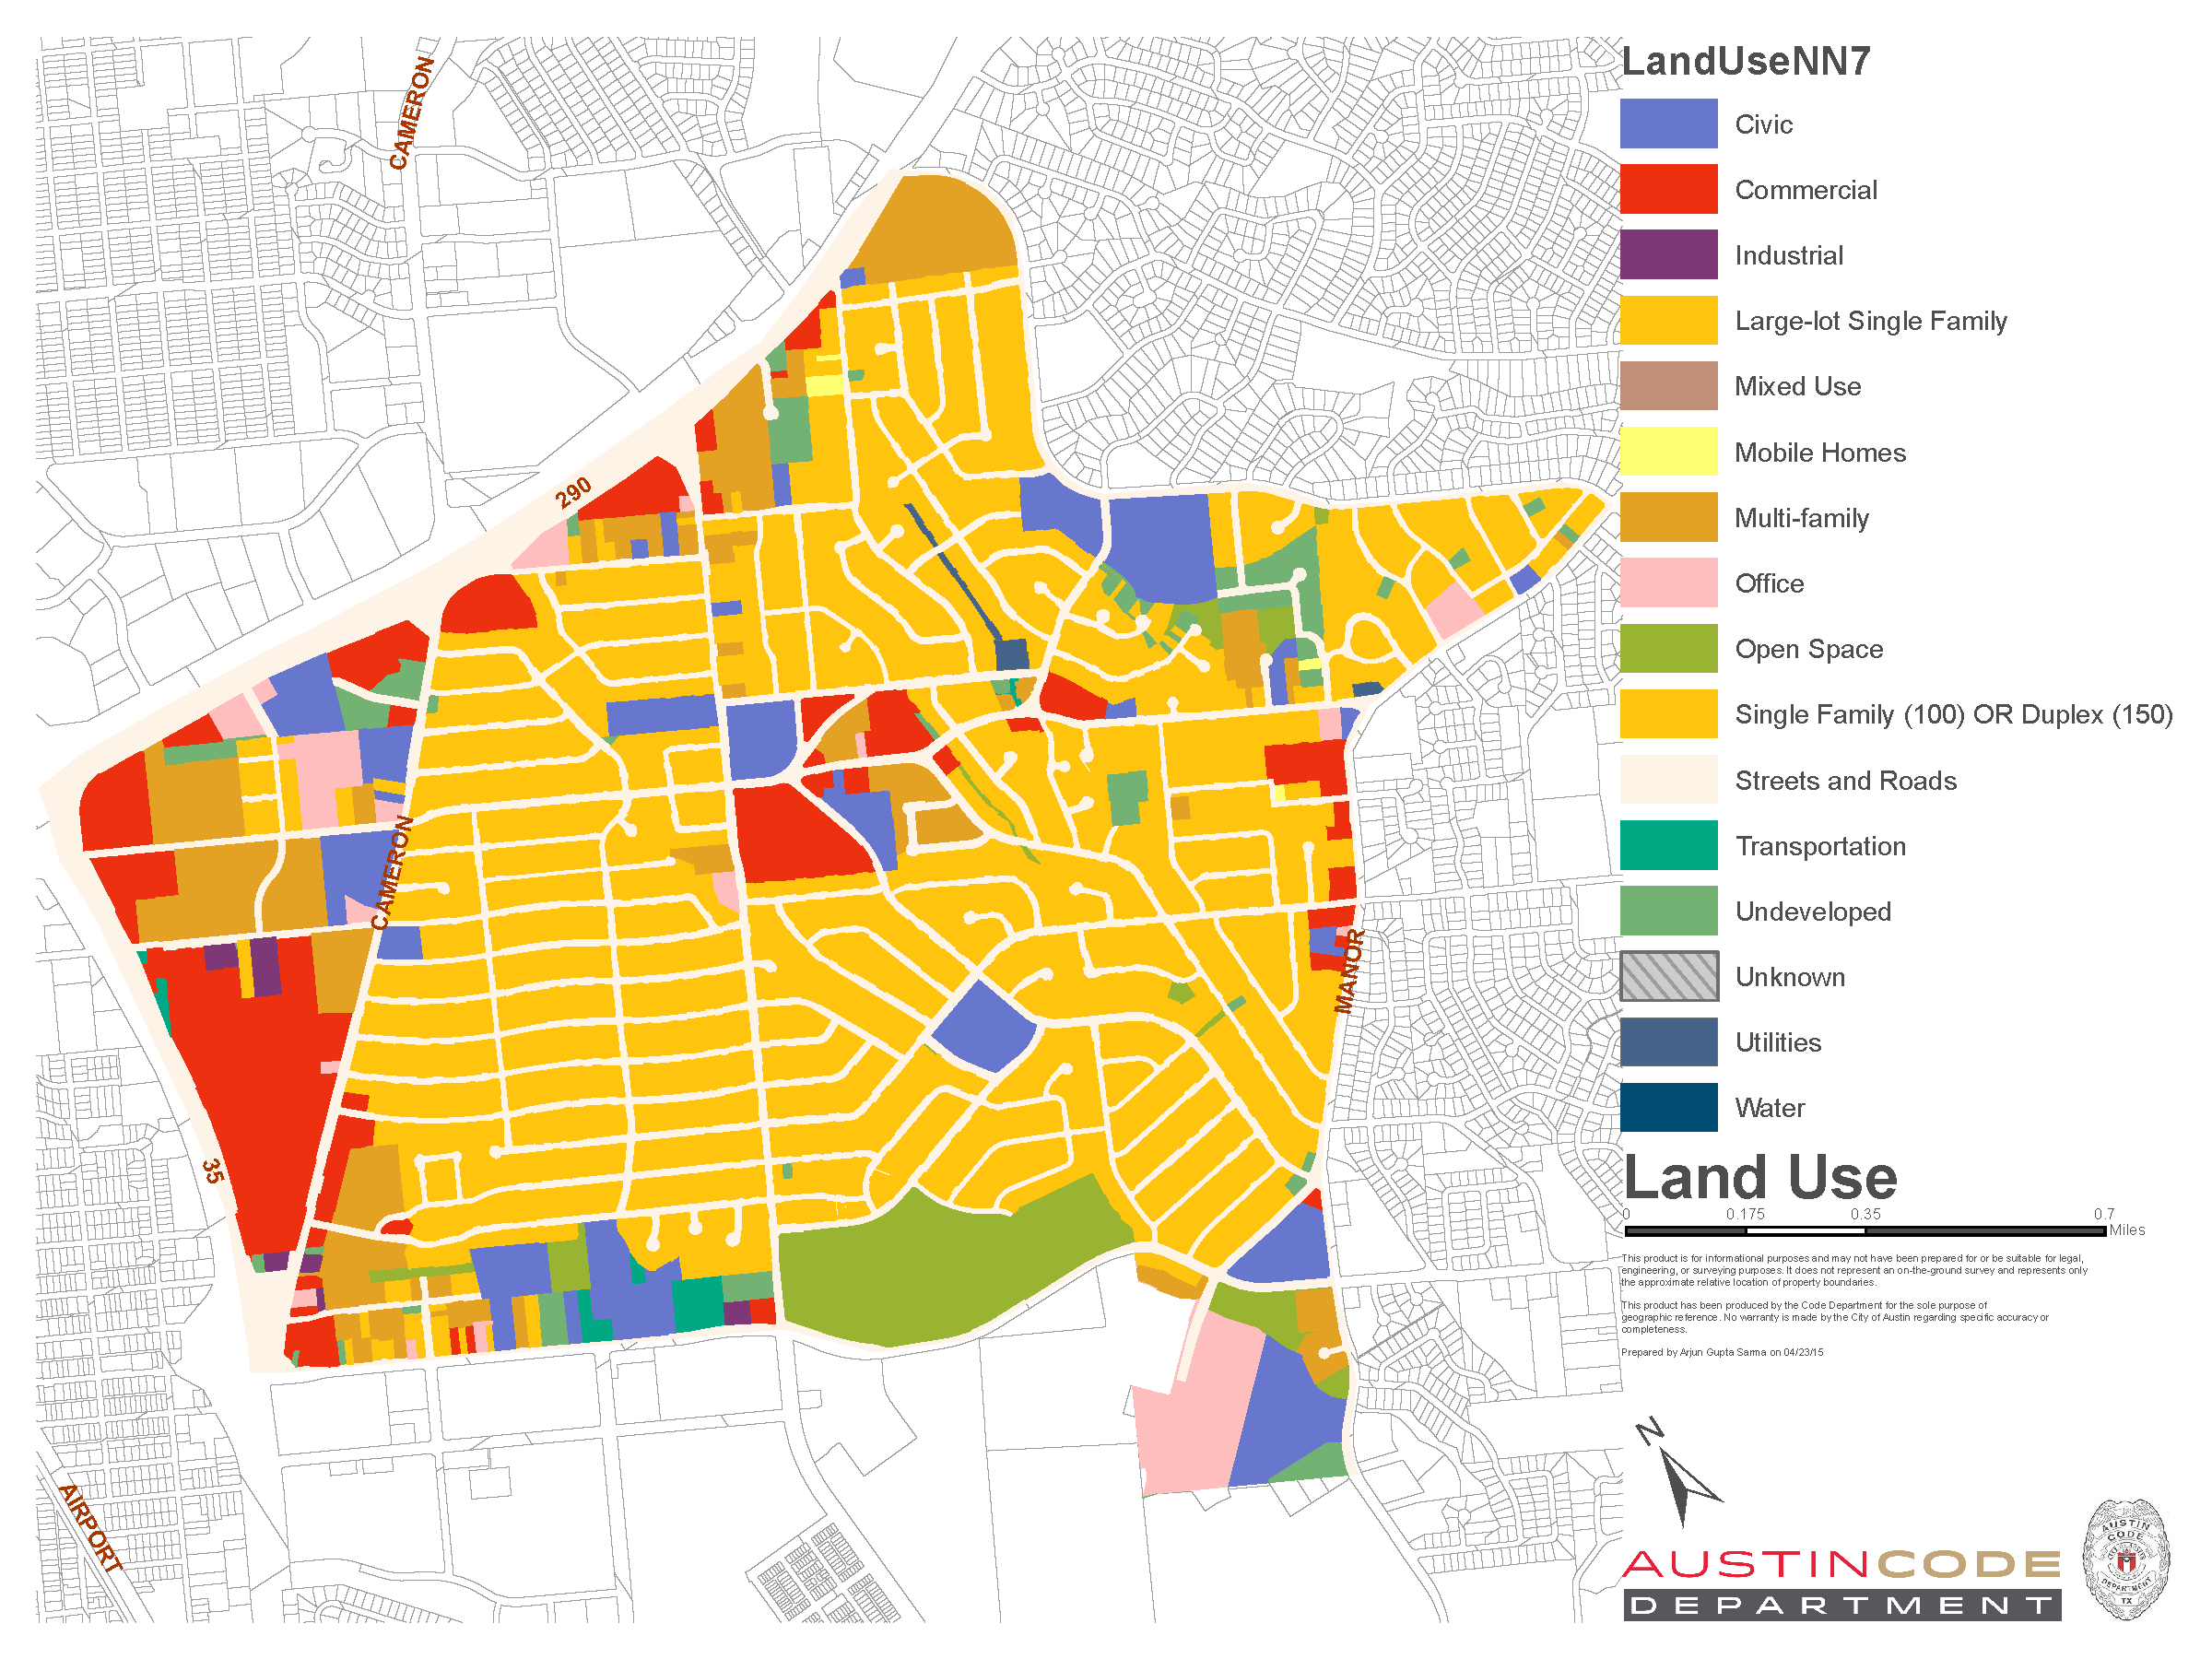 LandUseNN7
Civic
Commercial
Industrial
Large-lot Single Family
Mixed Use
Mobile Homes
Multi-family
Office
Open Space
Single Family (100) OR Duplex (150)
Streets and Roads
Transportation
Undeveloped
Unknown
Utilities
Water
Land Use
0 0.175 0.35 0.7
Miles
This product is for informational purposes and may not have been prepared for or be suitable for legal,
engineering, or surveying purposes. It does not represent an on-the-ground survey and represents only
the approximate relative location of property boundaries.
This product has been produced by the Code Department for the sole purpose of
geographic reference. No warranty is made by the City of Austin regarding specific accuracy or
completeness.
Prepared by Arjun Gupta Sarma on 04/23/15
N
AUSTINCODE
DEPARTMENT
AUSTIN
CODE
DEPARTMENT
TX
CAMERON
290
CAMERON
MANOR
35
AIRPORT